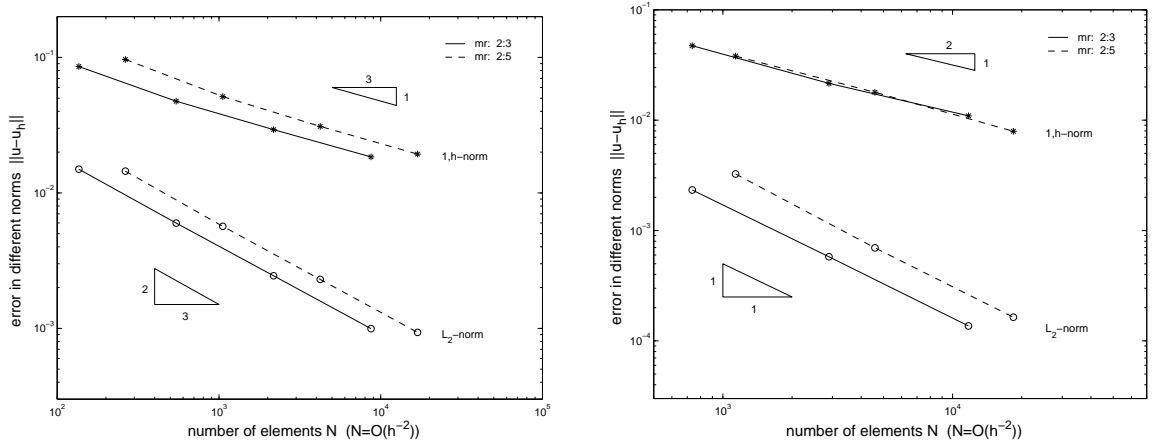 10^-1
10^-2
10^-3
10^2
10^3
10^4
10^5
error in different norms ||u−u_h||
number of elements N (N=O(h^−2))
mr: 2:3
mr: 2:5
3
1
1,h−norm
2
3
L_2−norm
10^-1
10^-2
10^-3
10^-4
10^3
10^4
error in different norms ||u−u_h||
number of elements N (N=O(h^−2))
mr: 2:3
mr: 2:5
2
1
1,h−norm
1
1
L_2−norm